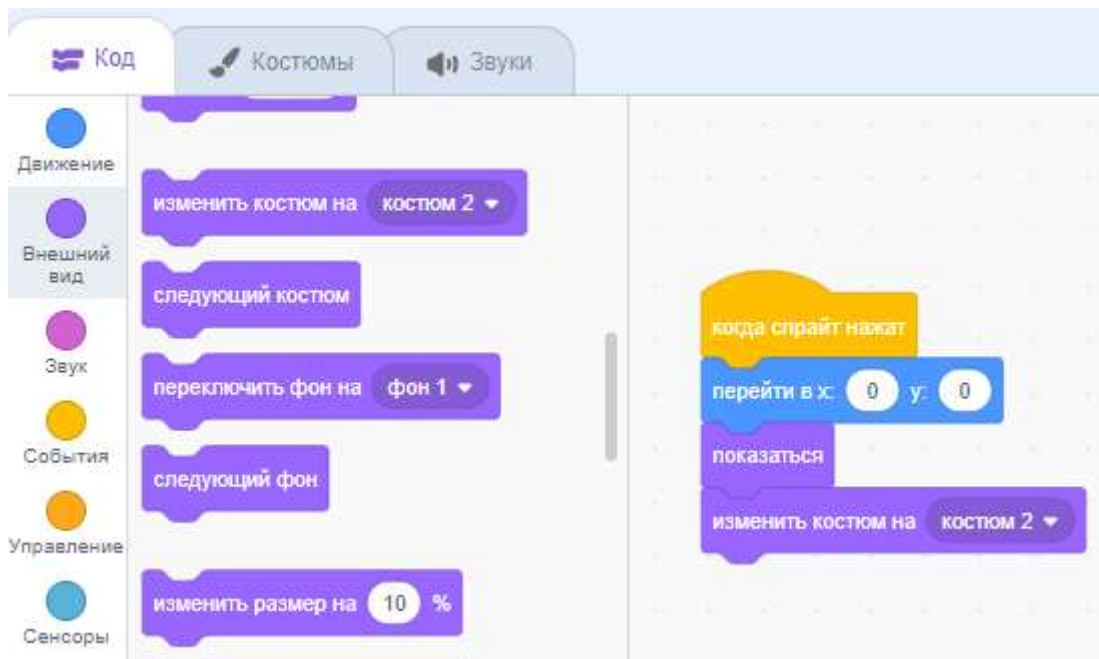 Код
Костюмы
Звуки
Движение
Внешний
вид
Звук
События
Управление
Сенсоры
изменить костюм на костюм 2
следующий костюм
переключить фон на фон 1
следующий фон
изменить размер на 10 %
когда спрайт нажат
перейти в x: 0 y: 0
показаться
изменить костюм на костюм 2